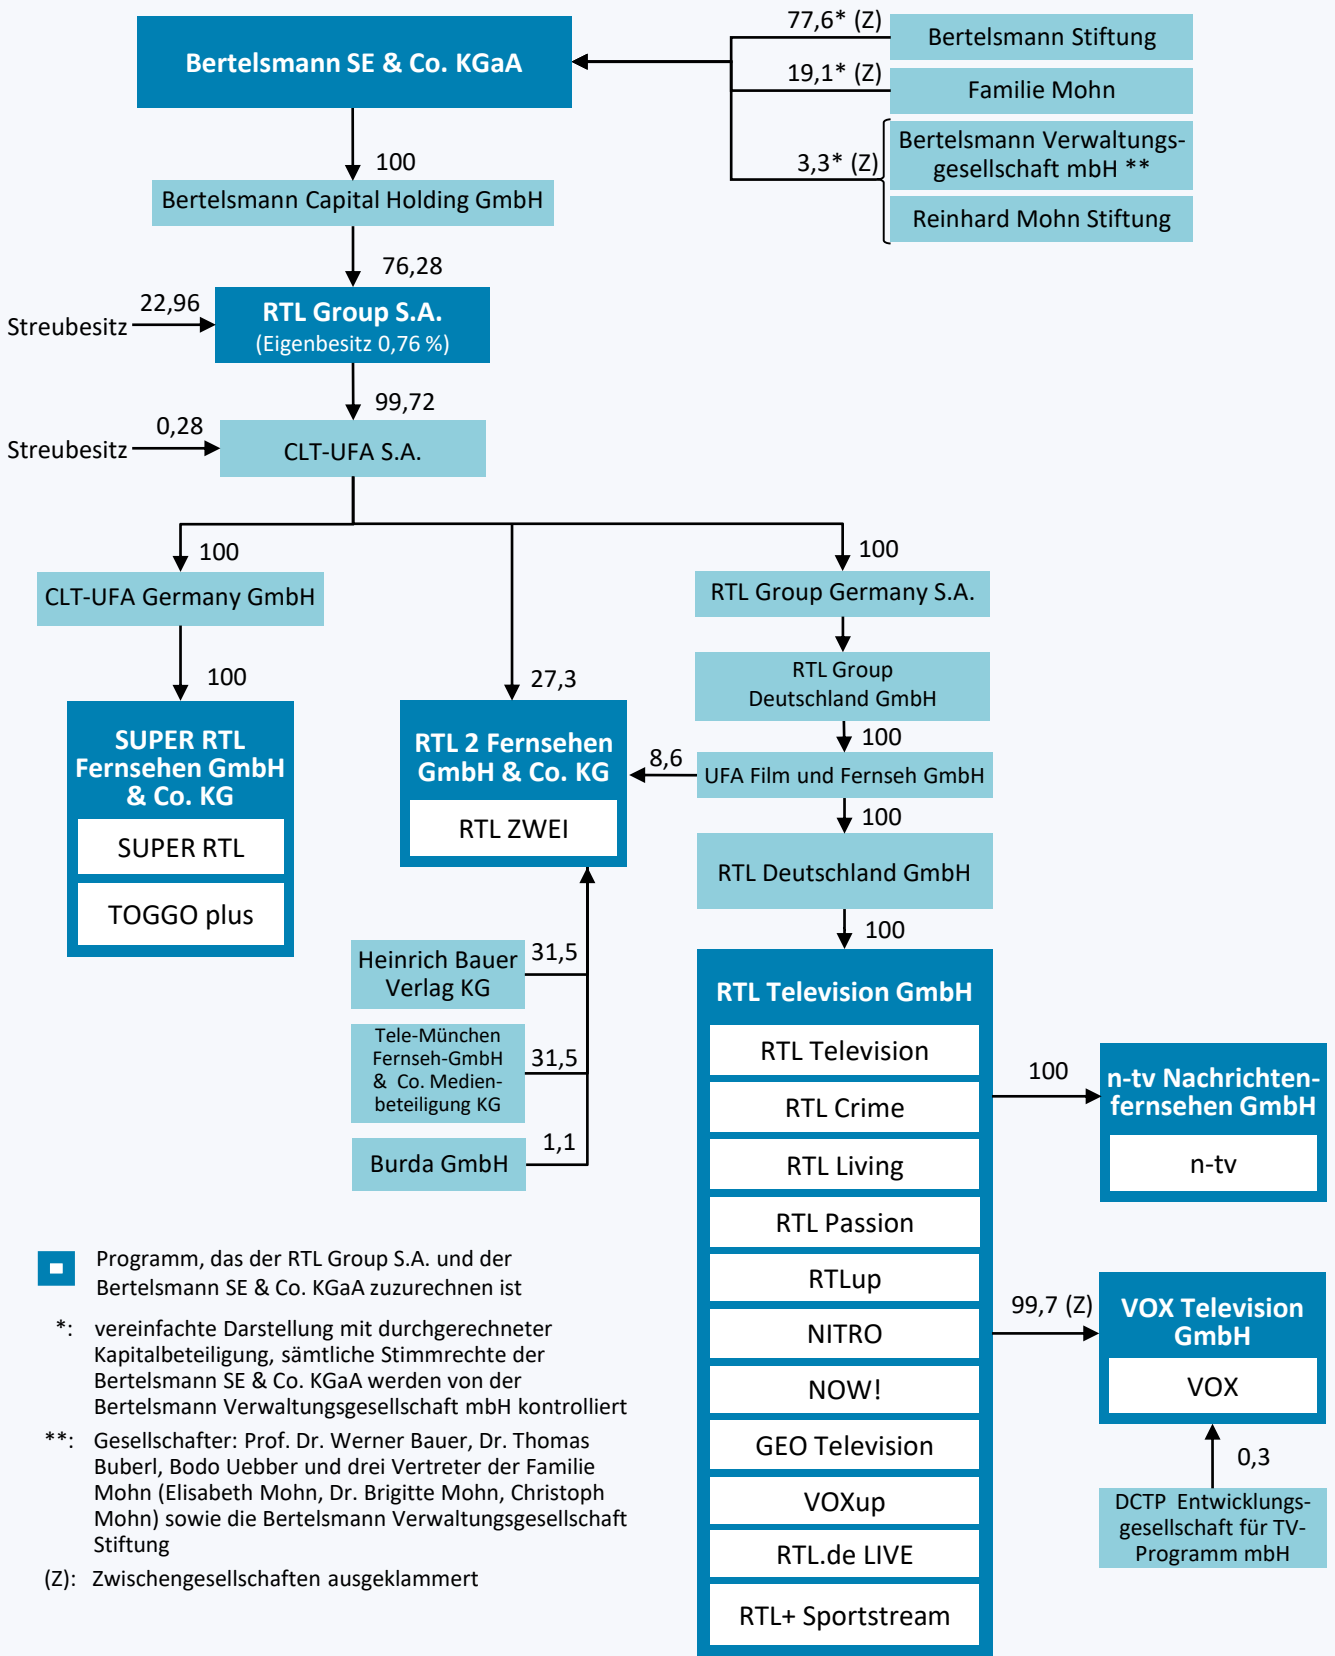 77,6* (Z)
Bertelsmann Stiftung
Bertelsmann SE & Co. KGaA
19,1* (Z)
Familie Mohn
3,3* (Z)
Bertelsmann Verwaltungs-
gesellschaft mbH **
Reinhard Mohn Stiftung
100
Bertelsmann Capital Holding GmbH
76,28
Streubesitz
22,96
RTL Group S.A.
(Eigenbesitz 0,76 %)
99,72
Streubesitz
0,28
CLT-UFA S.A.
100
CLT-UFA Germany GmbH
100
RTL Group Germany S.A.
RTL Group
Deutschland GmbH
100
27,3
100
SUPER RTL
Fernsehen GmbH
& Co. KG
SUPER RTL
TOGGO plus
RTL 2 Fernsehen
GmbH & Co. KG
RTL ZWEI
8,6
UFA Film und Fernseh GmbH
100
RTL Deutschland GmbH
100
Heinrich Bauer
Verlag KG
31,5
Tele-München
Fernseh-GmbH
& Co. Medien-
beteiligung KG
31,5
Burda GmbH
1,1
RTL Television GmbH
RTL Television
RTL Crime
RTL Living
RTL Passion
RTLup
NITRO
NOW!
GEO Television
VOXup
RTL.de LIVE
RTL+ Sportstream
100
n-tv Nachrichten-
fernsehen GmbH
n-tv
99,7 (Z)
VOX Television
GmbH
VOX
0,3
DCTP Entwicklungs-
gesellschaft für TV-
Programm mbH
Programm, das der RTL Group S.A. und der
Bertelsmann SE & Co. KGaA zuzurechnen ist
*: vereinfachte Darstellung mit durchgerechneter
Kapitalbeteiligung, sämtliche Stimmrechte der
Bertelsmann SE & Co. KGaA werden von der
Bertelsmann Verwaltungsgesellschaft mbH kontrolliert
**: Gesellschafter: Prof. Dr. Werner Bauer, Dr. Thomas
Buberl, Bodo Uebber und drei Vertreter der Familie
Mohn (Elisabeth Mohn, Dr. Brigitte Mohn, Christoph
Mohn) sowie die Bertelsmann Verwaltungsgesellschaft
Stiftung
(Z): Zwischengesellschaften ausgeklammert